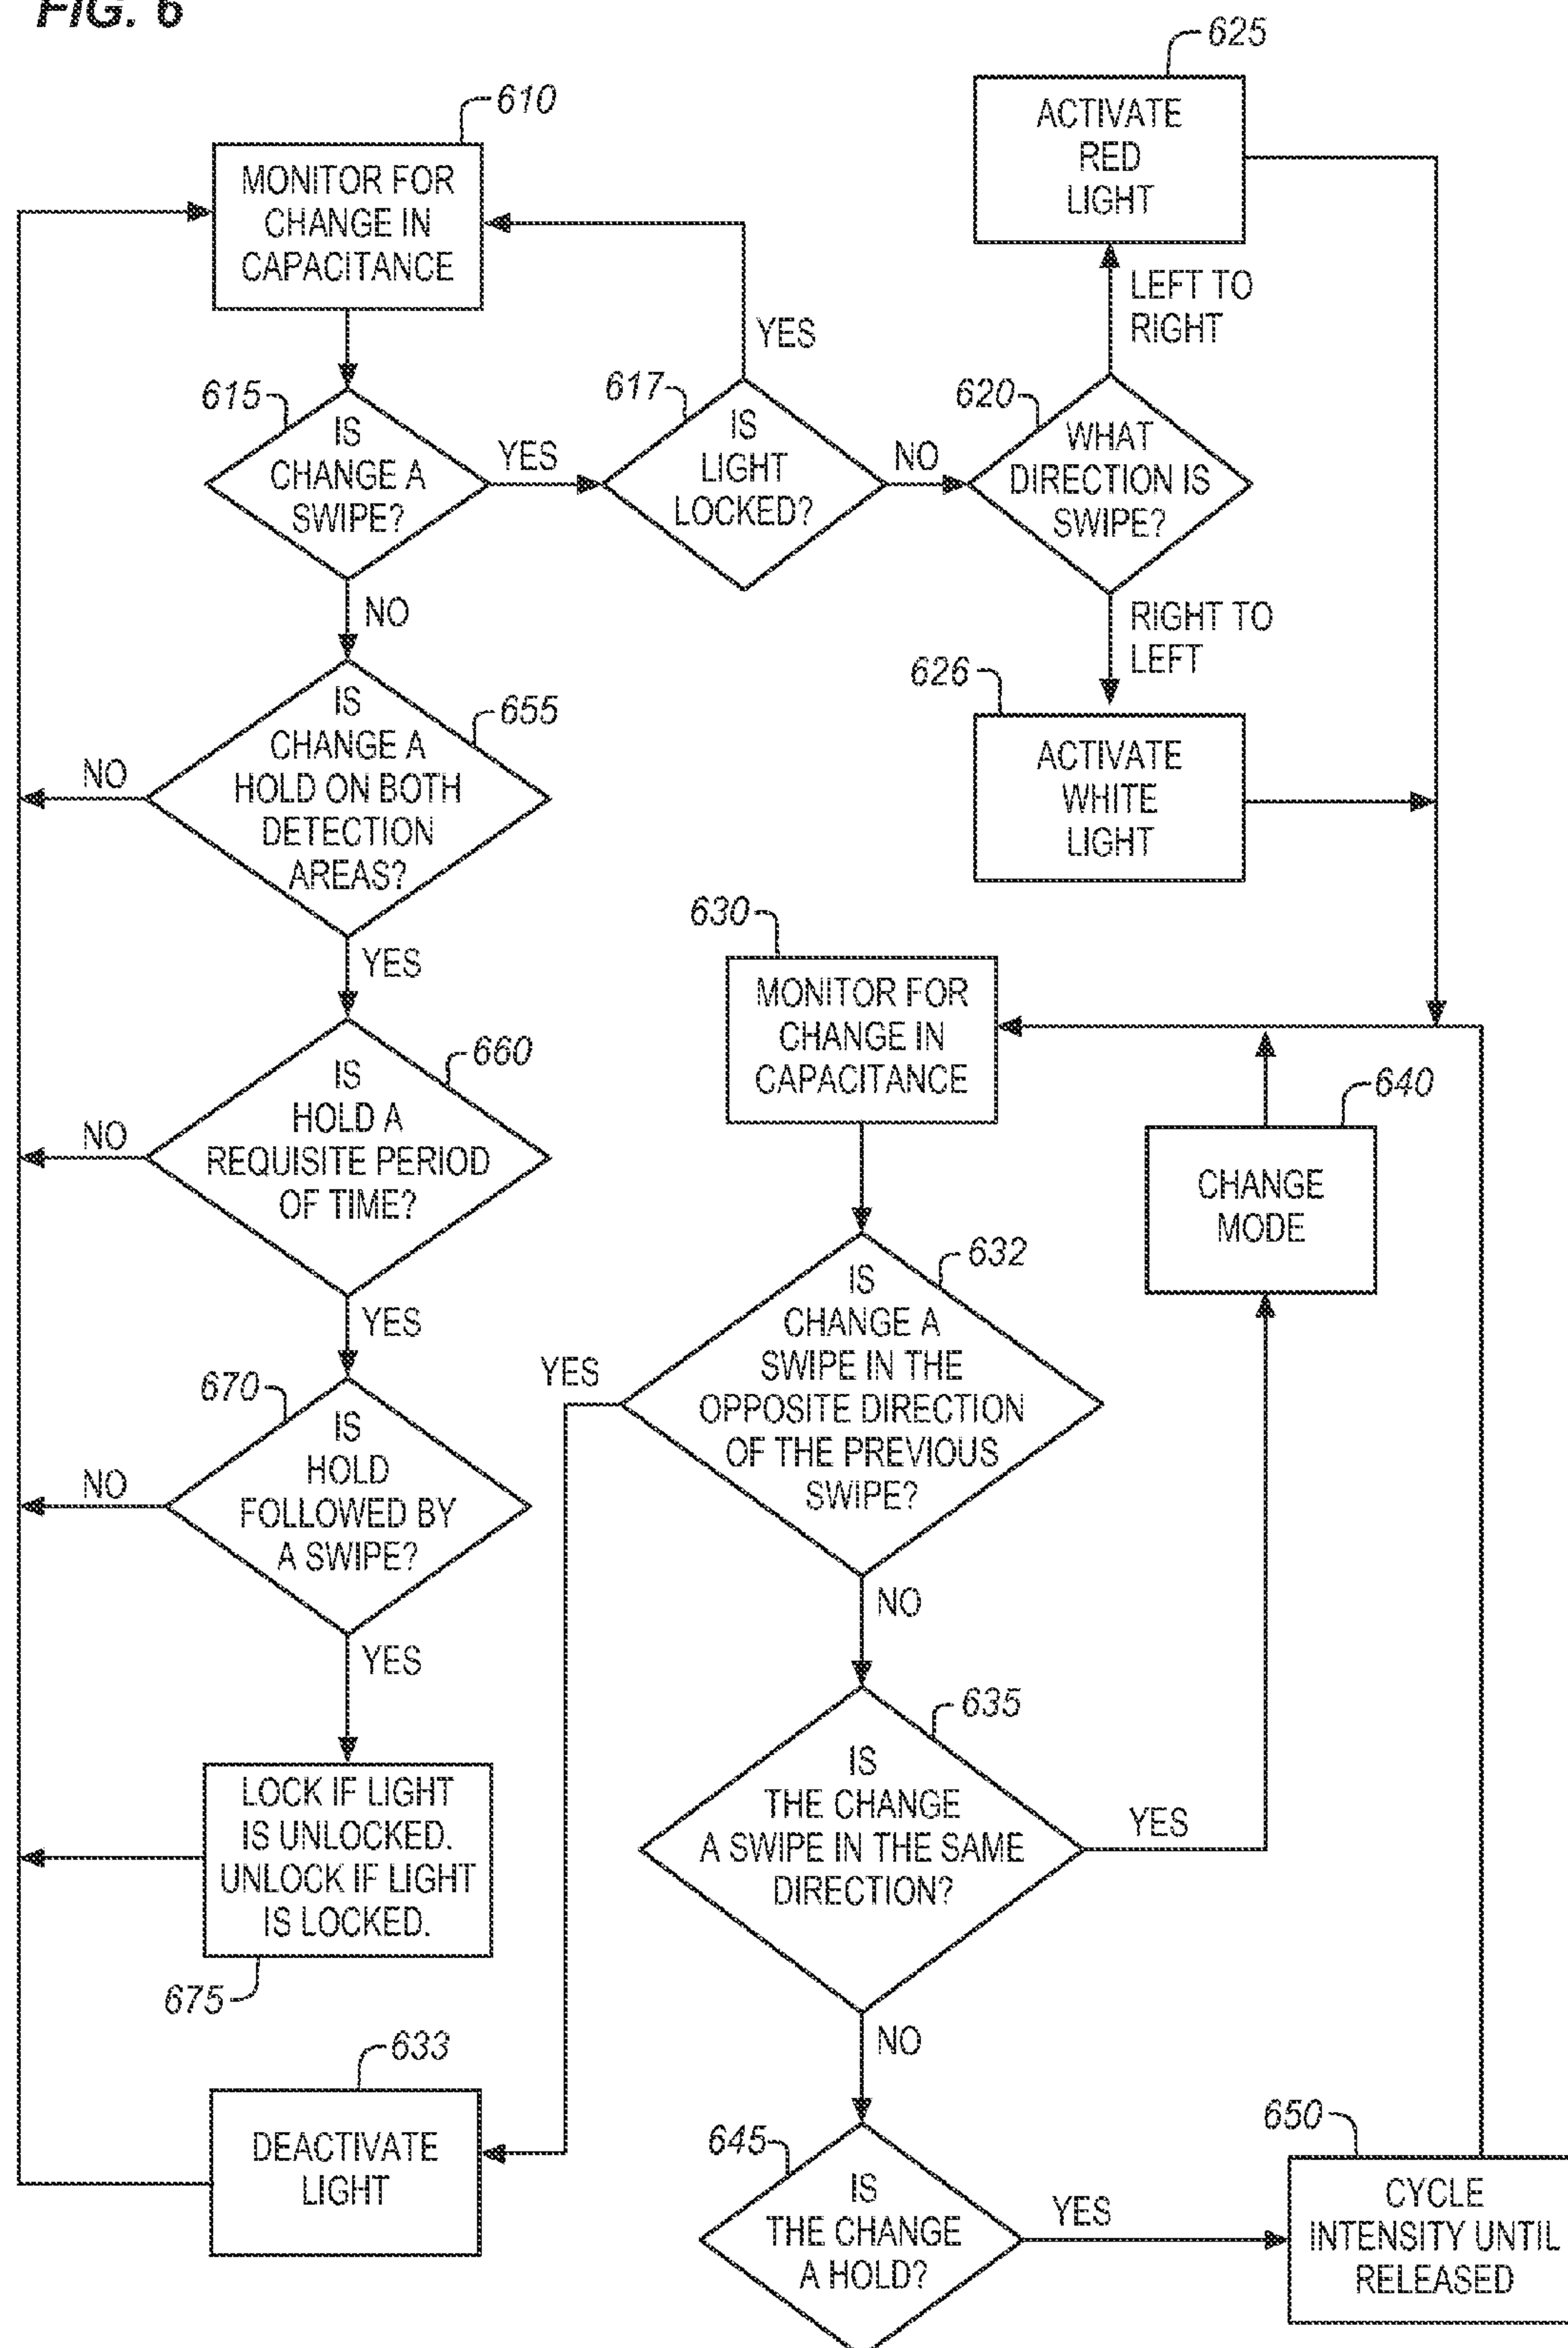 FIG. 6
610
MONITOR FOR
CHANGE IN
CAPACITANCE
625
ACTIVATE
RED
LIGHT
YES
LEFT TO
RIGHT
615
IS
CHANGE A
SWIPE?
YES
617
IS
LIGHT
LOCKED?
NO
620
WHAT
DIRECTION IS
SWIPE?
NO
RIGHT TO
LEFT
626
ACTIVATE
WHITE
LIGHT
655
IS
CHANGE A
HOLD ON BOTH
DETECTION
AREAS?
NO
YES
660
IS
HOLD A
REQUISITE PERIOD
OF TIME?
NO
YES
670
IS
HOLD
FOLLOWED BY
A SWIPE?
NO
YES
LOCK IF LIGHT
IS UNLOCKED.
UNLOCK IF LIGHT
IS LOCKED.
675
633
DEACTIVATE
LIGHT
630
MONITOR FOR
CHANGE IN
CAPACITANCE
640
CHANGE
MODE
632
IS
CHANGE A
SWIPE IN THE
OPPOSITE DIRECTION
OF THE PREVIOUS
SWIPE?
YES
NO
635
IS
THE CHANGE
A SWIPE IN THE SAME
DIRECTION?
YES
NO
645
IS
THE CHANGE
A HOLD?
YES
650
CYCLE
INTENSITY UNTIL
RELEASED